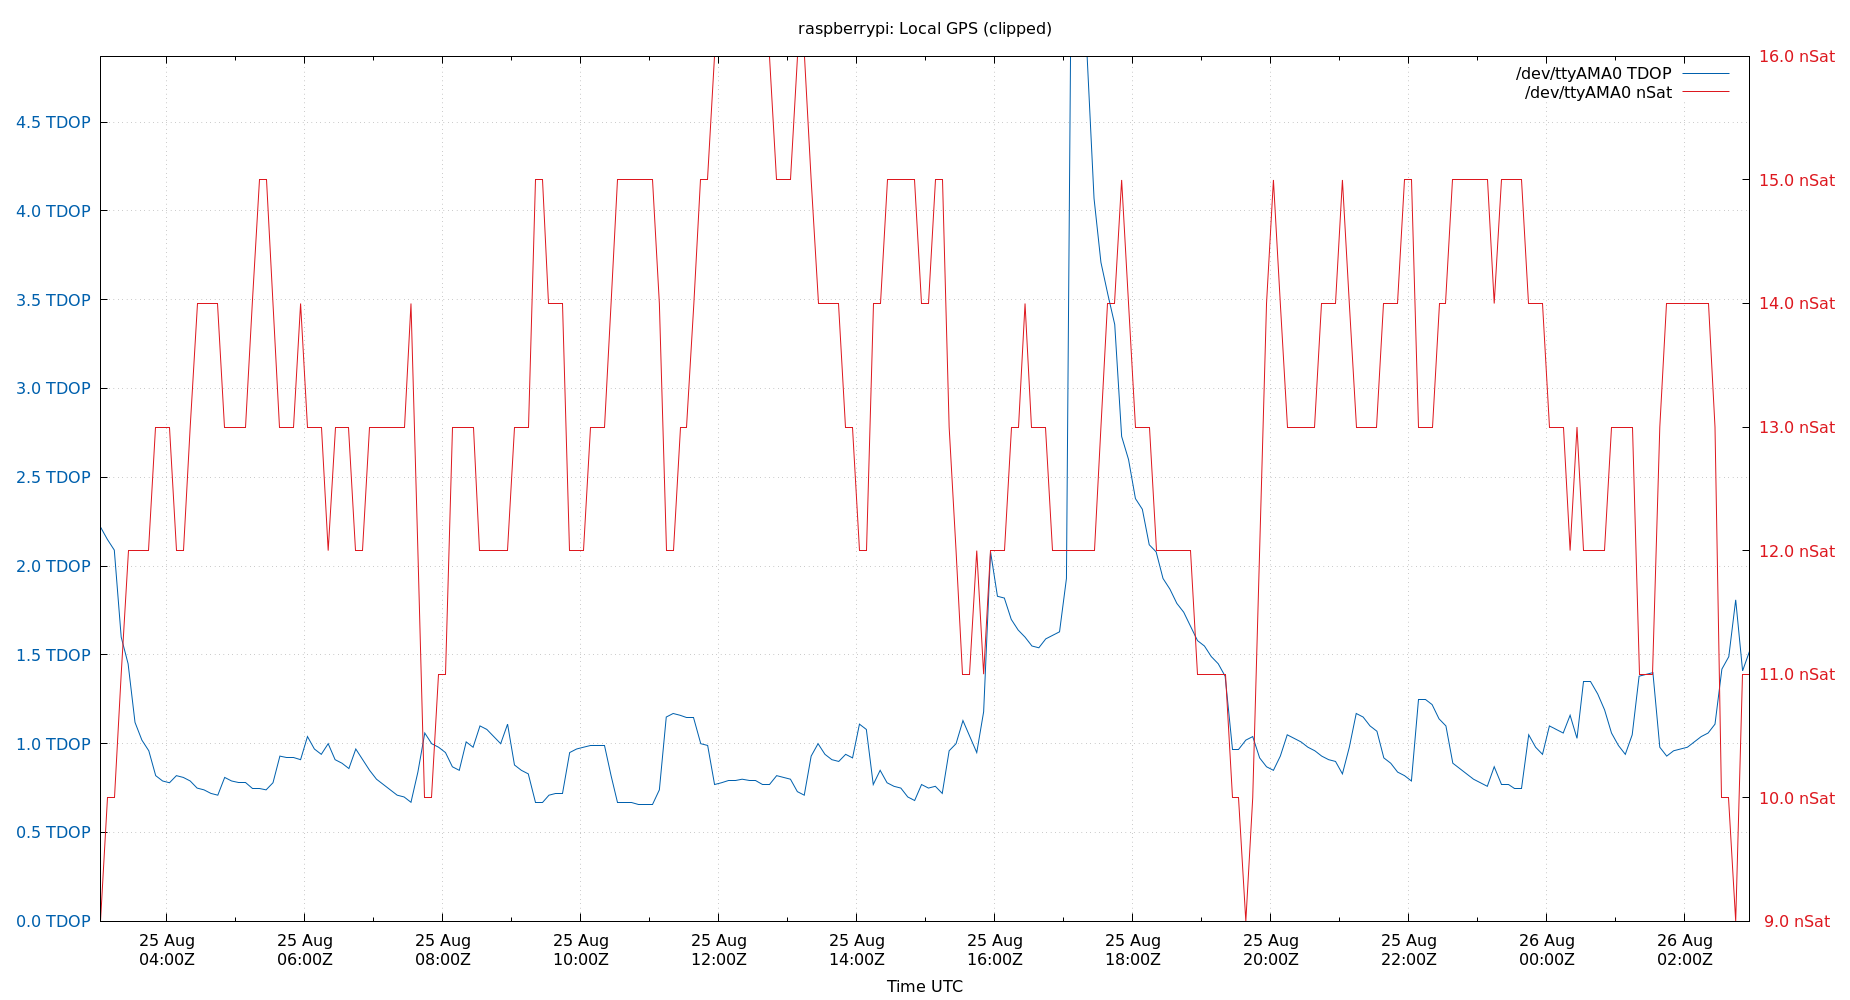 raspberrypi: Local GPS (clipped)
16.0 nSat
/dev/ttyAMA0 TDOP
/dev/ttyAMA0 nSat
4.5 TDOP
15.0 nSat
4.0 TDOP
3.5 TDOP
14.0 nSat
3.0 TDOP
13.0 nSat
2.5 TDOP
12.0 nSat
2.0 TDOP
1.5 TDOP
11.0 nSat
1.0 TDOP
10.0 nSat
0.5 TDOP
0.0 TDOP
9.0 nSat
25 Aug 25 Aug 25 Aug 25 Aug 25 Aug 25 Aug 25 Aug 25 Aug 25 Aug 25 Aug 26 Aug 26 Aug
04:00Z 06:00Z 08:00Z 10:00Z 12:00Z 14:00Z 16:00Z 18:00Z 20:00Z 22:00Z 00:00Z 02:00Z
Time UTC